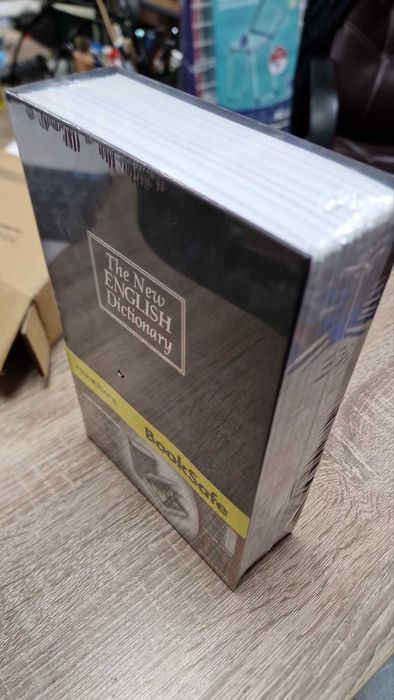 The New
ENGLISH
Dictionary
BookSafe